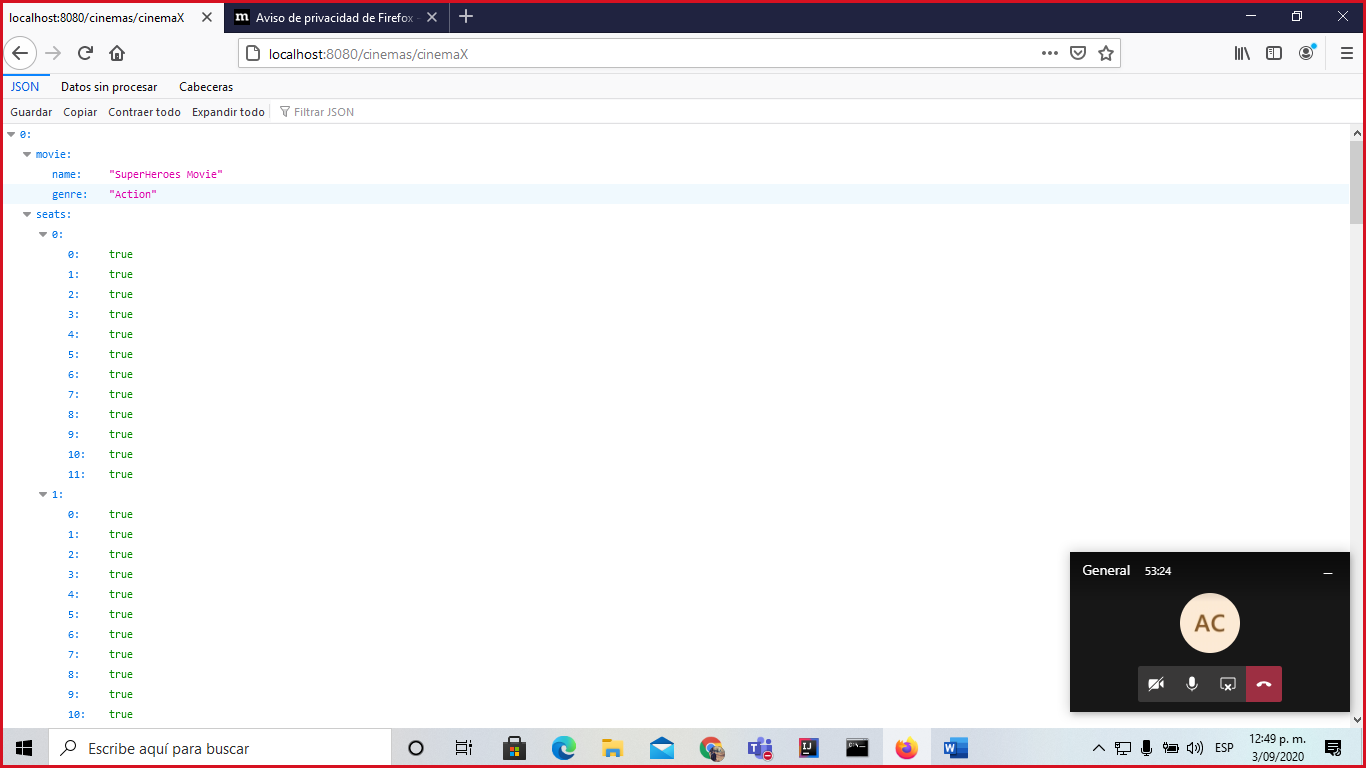 localhost:8080/cinemas/cinemaX
m Aviso de privacidad de Firefox -
localhost:8080/cinemas/cinemaX
JSON Datos sin procesar Cabeceras
Guardar Copiar Contraer todo Expandir todo Filtrar JSON
0:
movie:
name: "SuperHeroes Movie"
genre: "Action"
seats:
0:
0: true
1: true
2: true
3: true
4: true
5: true
6: true
7: true
8: true
9: true
10: true
11: true
1:
0: true
1: true
2: true
3: true
4: true
5: true
6: true
7: true
8: true
9: true
10: true
General 53:24
AC
Escribe aquí para buscar
ESP
12:49 p. m.
3/09/2020